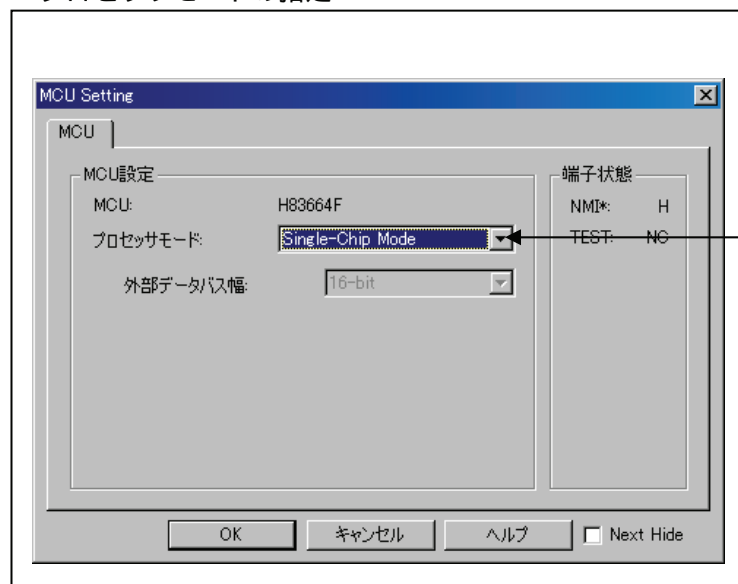 MCU Setting
MCU
MCU設定
MCU: H83664F
プロセッサモード: Single-Chip Mode
外部データバス幅: 16-bit
端子状態
NMI*: H
TEST: NC
OK キャンセル ヘルプ Next Hide